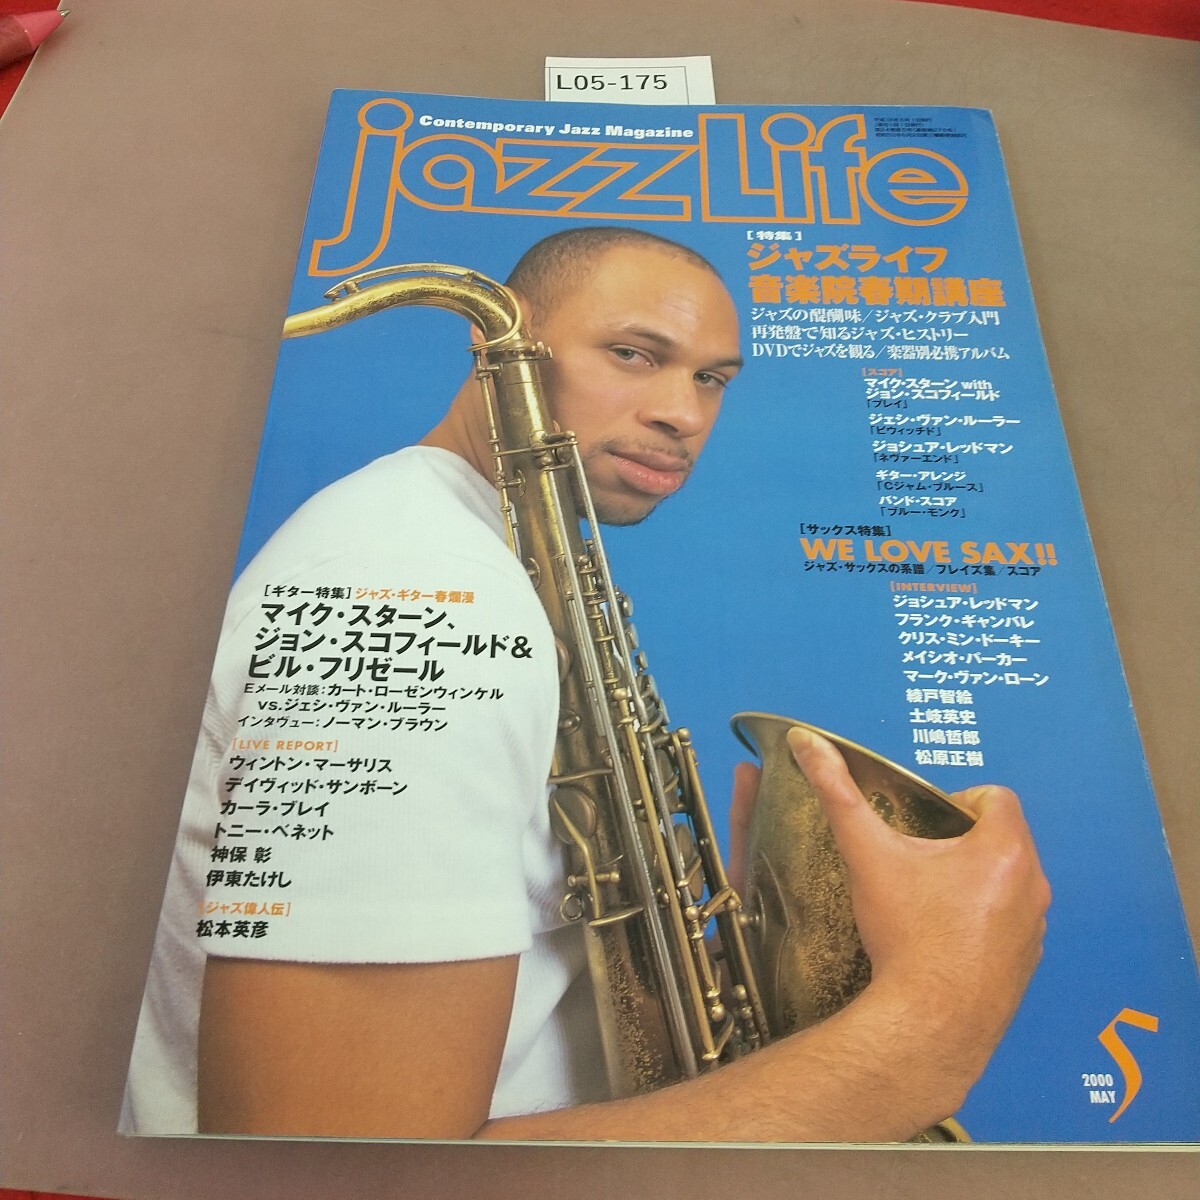 L05-175
Contemporary Jazz Magazine
jazzLife
[特集]
ジャズライフ
音楽院春期講座
ジャズの醍醐味/ジャズ・クラブ入門
再発盤で知るジャズ・ヒストリー
DVDでジャズを観る/楽器別必携アルバム
[スコア]
マイク・スターン with
ジョン・スコフィールド
「プレイ」
ジェシ・ヴァン・ルーラー
「ビウィッチド」
ジョシュア・レッドマン
「ネヴァーエンド」
ギター・アレンジ
「Cジャム・ブルース」
バンド・スコア
「ブルー・モンク」
[サックス特集]
WE LOVE SAX!!
ジャズ・サックスの系譜/フレイズ集/スコア
[INTERVIEW]
ジョシュア・レッドマン
フランク・ギャンバレ
クリス・ミン・ドーキー
メイシオ・パーカー
マーク・ヴァン・ローン
綾戸智絵
土岐英史
川嶋哲郎
松原正樹
[ギター特集] ジャズ・ギター春爛漫
マイク・スターン、
ジョン・スコフィールド&
ビル・フリゼール
Eメール対談:カート・ローゼンウィンケル
vs.ジェシ・ヴァン・ルーラー
インタヴュー:ノーマン・ブラウン
[LIVE REPORT]
ウィントン・マーサリス
デイヴィッド・サンボーン
カーラ・ブレイ
トニー・ベネット
神保 彰
伊東たけし
[ジャズ偉人伝]
松本英彦
5
2000
MAY